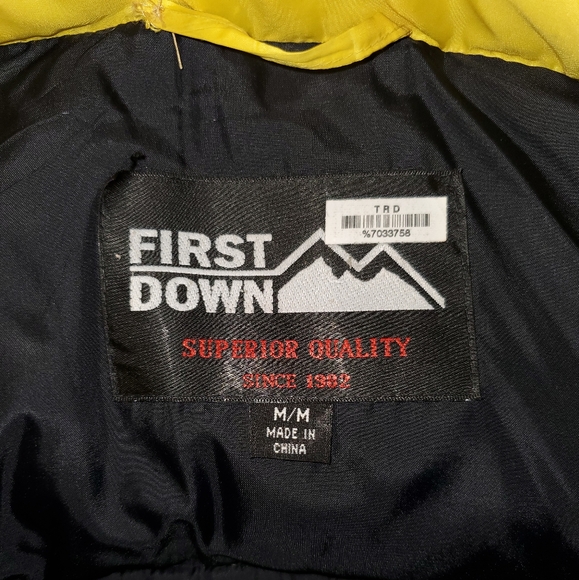 TRD
%7033758
FIRST
DOWN
SUPERIOR QUALITY
SINCE 1982
M/M
MADE IN
CHINA